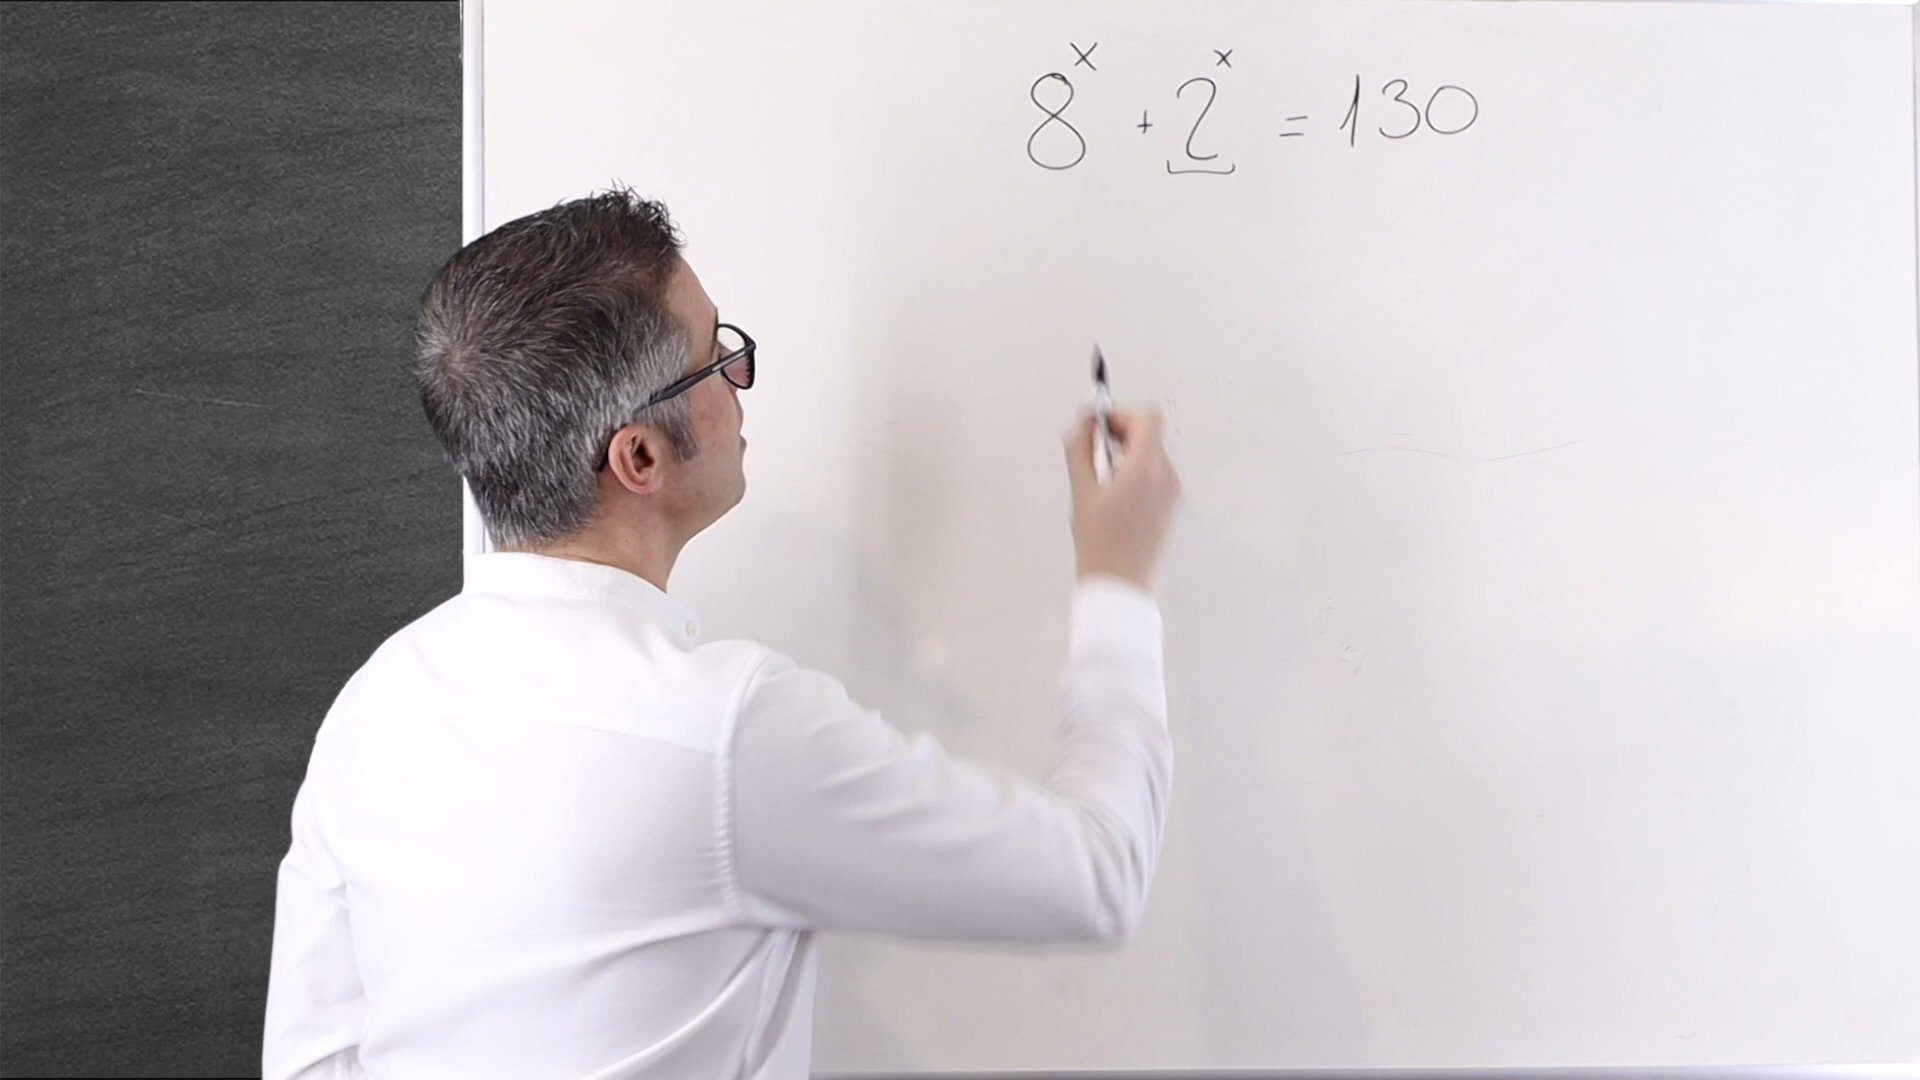 8^x + 2^x = 130